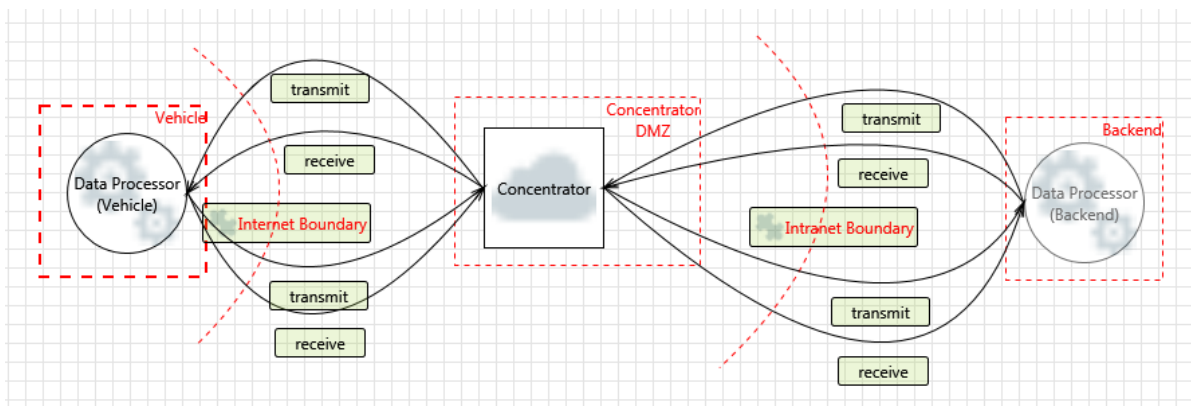 transmit
Vehicle
receive
Data Processor
(Vehicle)
Internet Boundary
transmit
receive
Concentrator
DMZ
Concentrator
transmit
receive
Intranet Boundary
transmit
receive
Backend
Data Processor
(Backend)